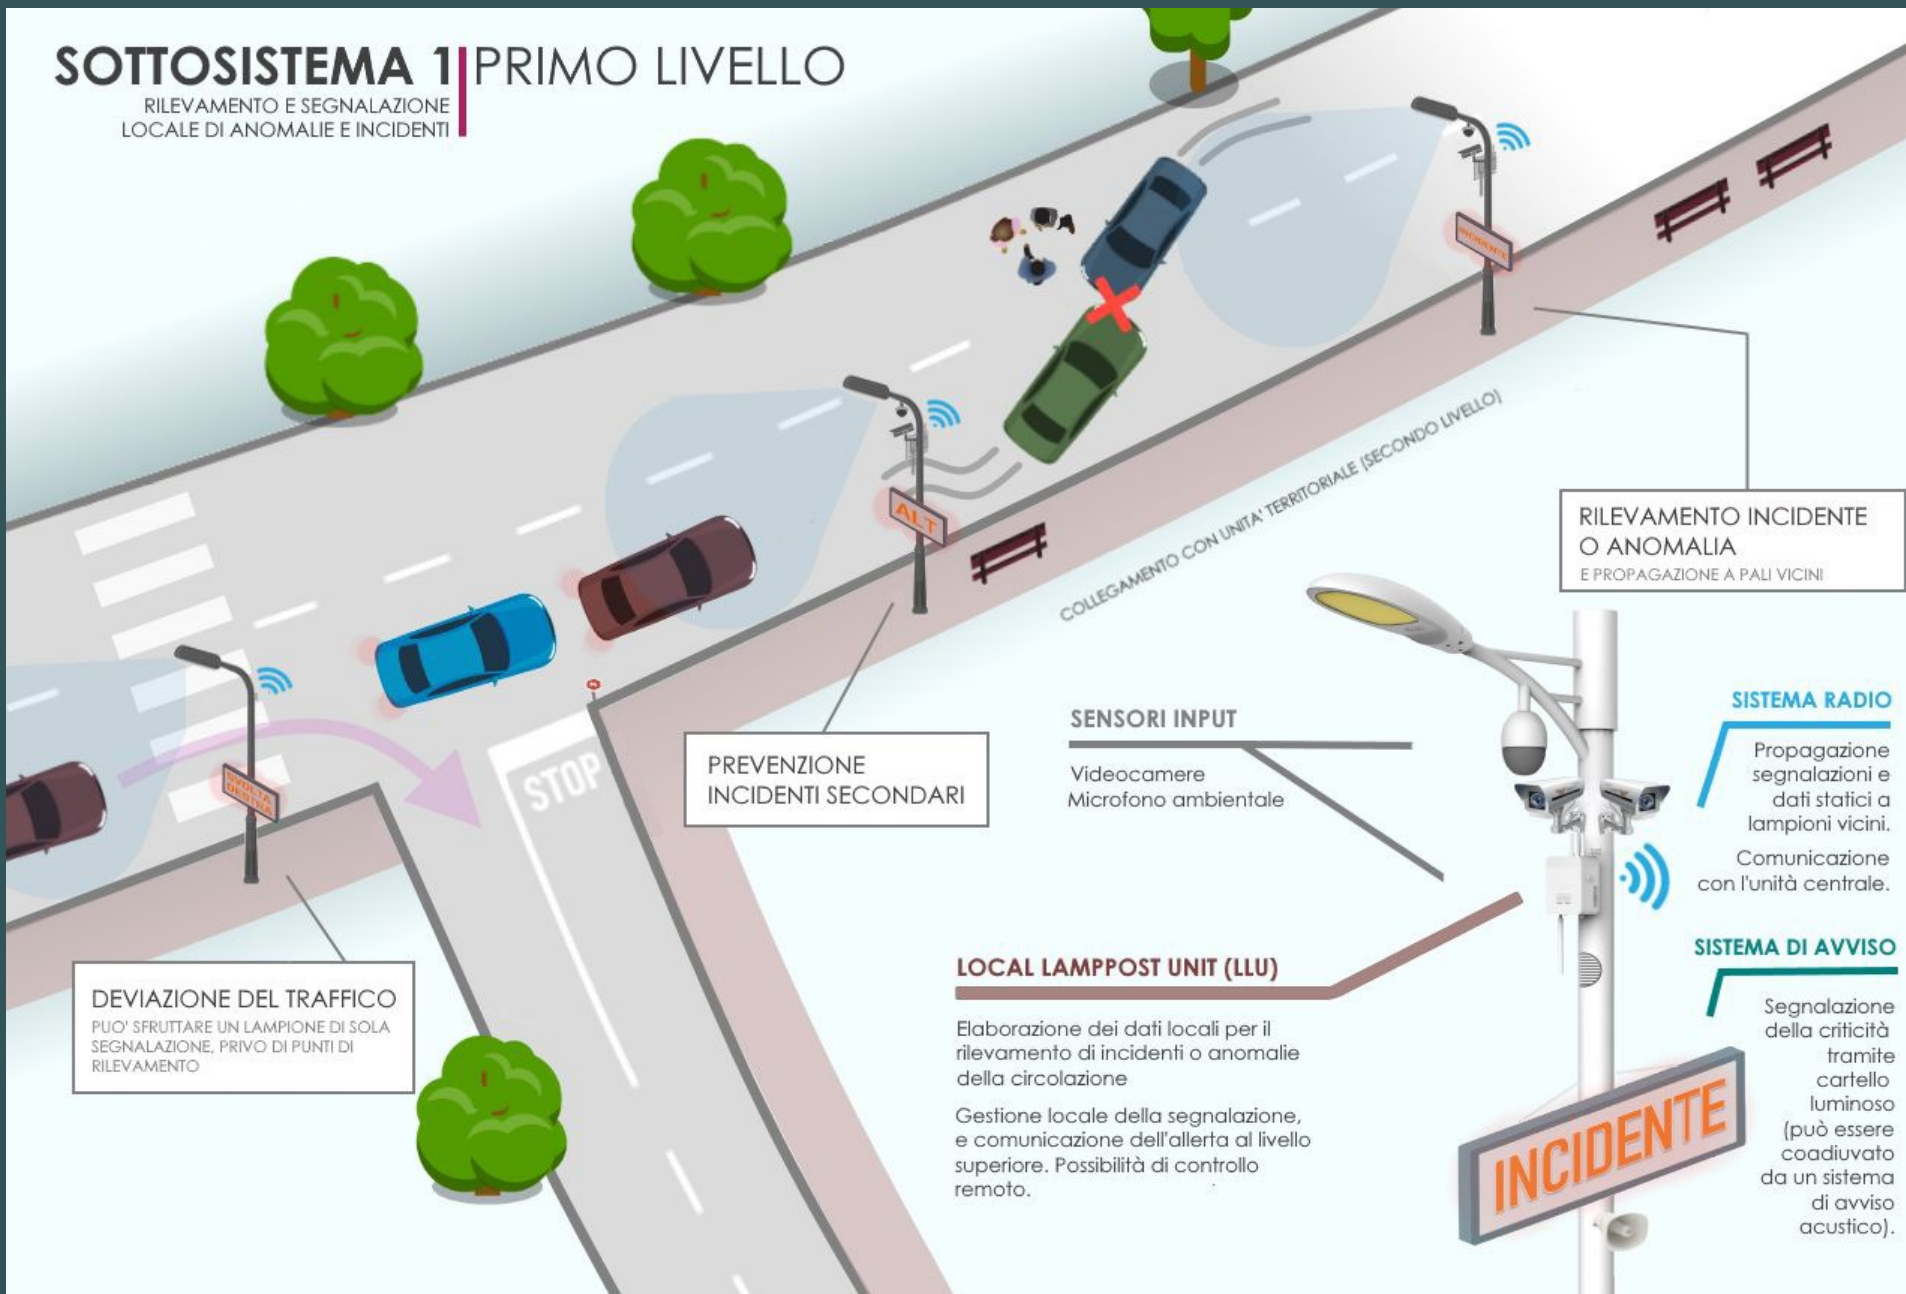 SOTTOSISTEMA 1 PRIMO LIVELLO
RILEVAMENTO E SEGNALAZIONE
LOCALE DI ANOMALIE E INCIDENTI
INCIDENTE
ALT
COLLEGAMENTO CON UNITA' TERRITORIALE (SECONDO LIVELLO)
RILEVAMENTO INCIDENTE
O ANOMALIA
E PROPAGAZIONE A PALI VICINI
SVOLTA
DESTRA
STOP
PREVENZIONE
INCIDENTI SECONDARI
DEVIAZIONE DEL TRAFFICO
PUO' SFRUTTARE UN LAMPIONE DI SOLA
SEGNALAZIONE, PRIVO DI PUNTI DI
RILEVAMENTO
SENSORI INPUT
Videocamere
Microfono ambientale
LOCAL LAMPPOST UNIT (LLU)
Elaborazione dei dati locali per il
rilevamento di incidenti o anomalie
della circolazione
Gestione locale della segnalazione,
e comunicazione dell'allerta al livello
superiore. Possibilità di controllo
remoto.
SISTEMA RADIO
Propagazione
segnalazioni e
dati statici a
lampioni vicini.
Comunicazione
con l'unità centrale.
SISTEMA DI AVVISO
Segnalazione
della criticità
tramite
cartello
luminoso
(può essere
coadiuvato
da un sistema
di avviso
acustico).
INCIDENTE